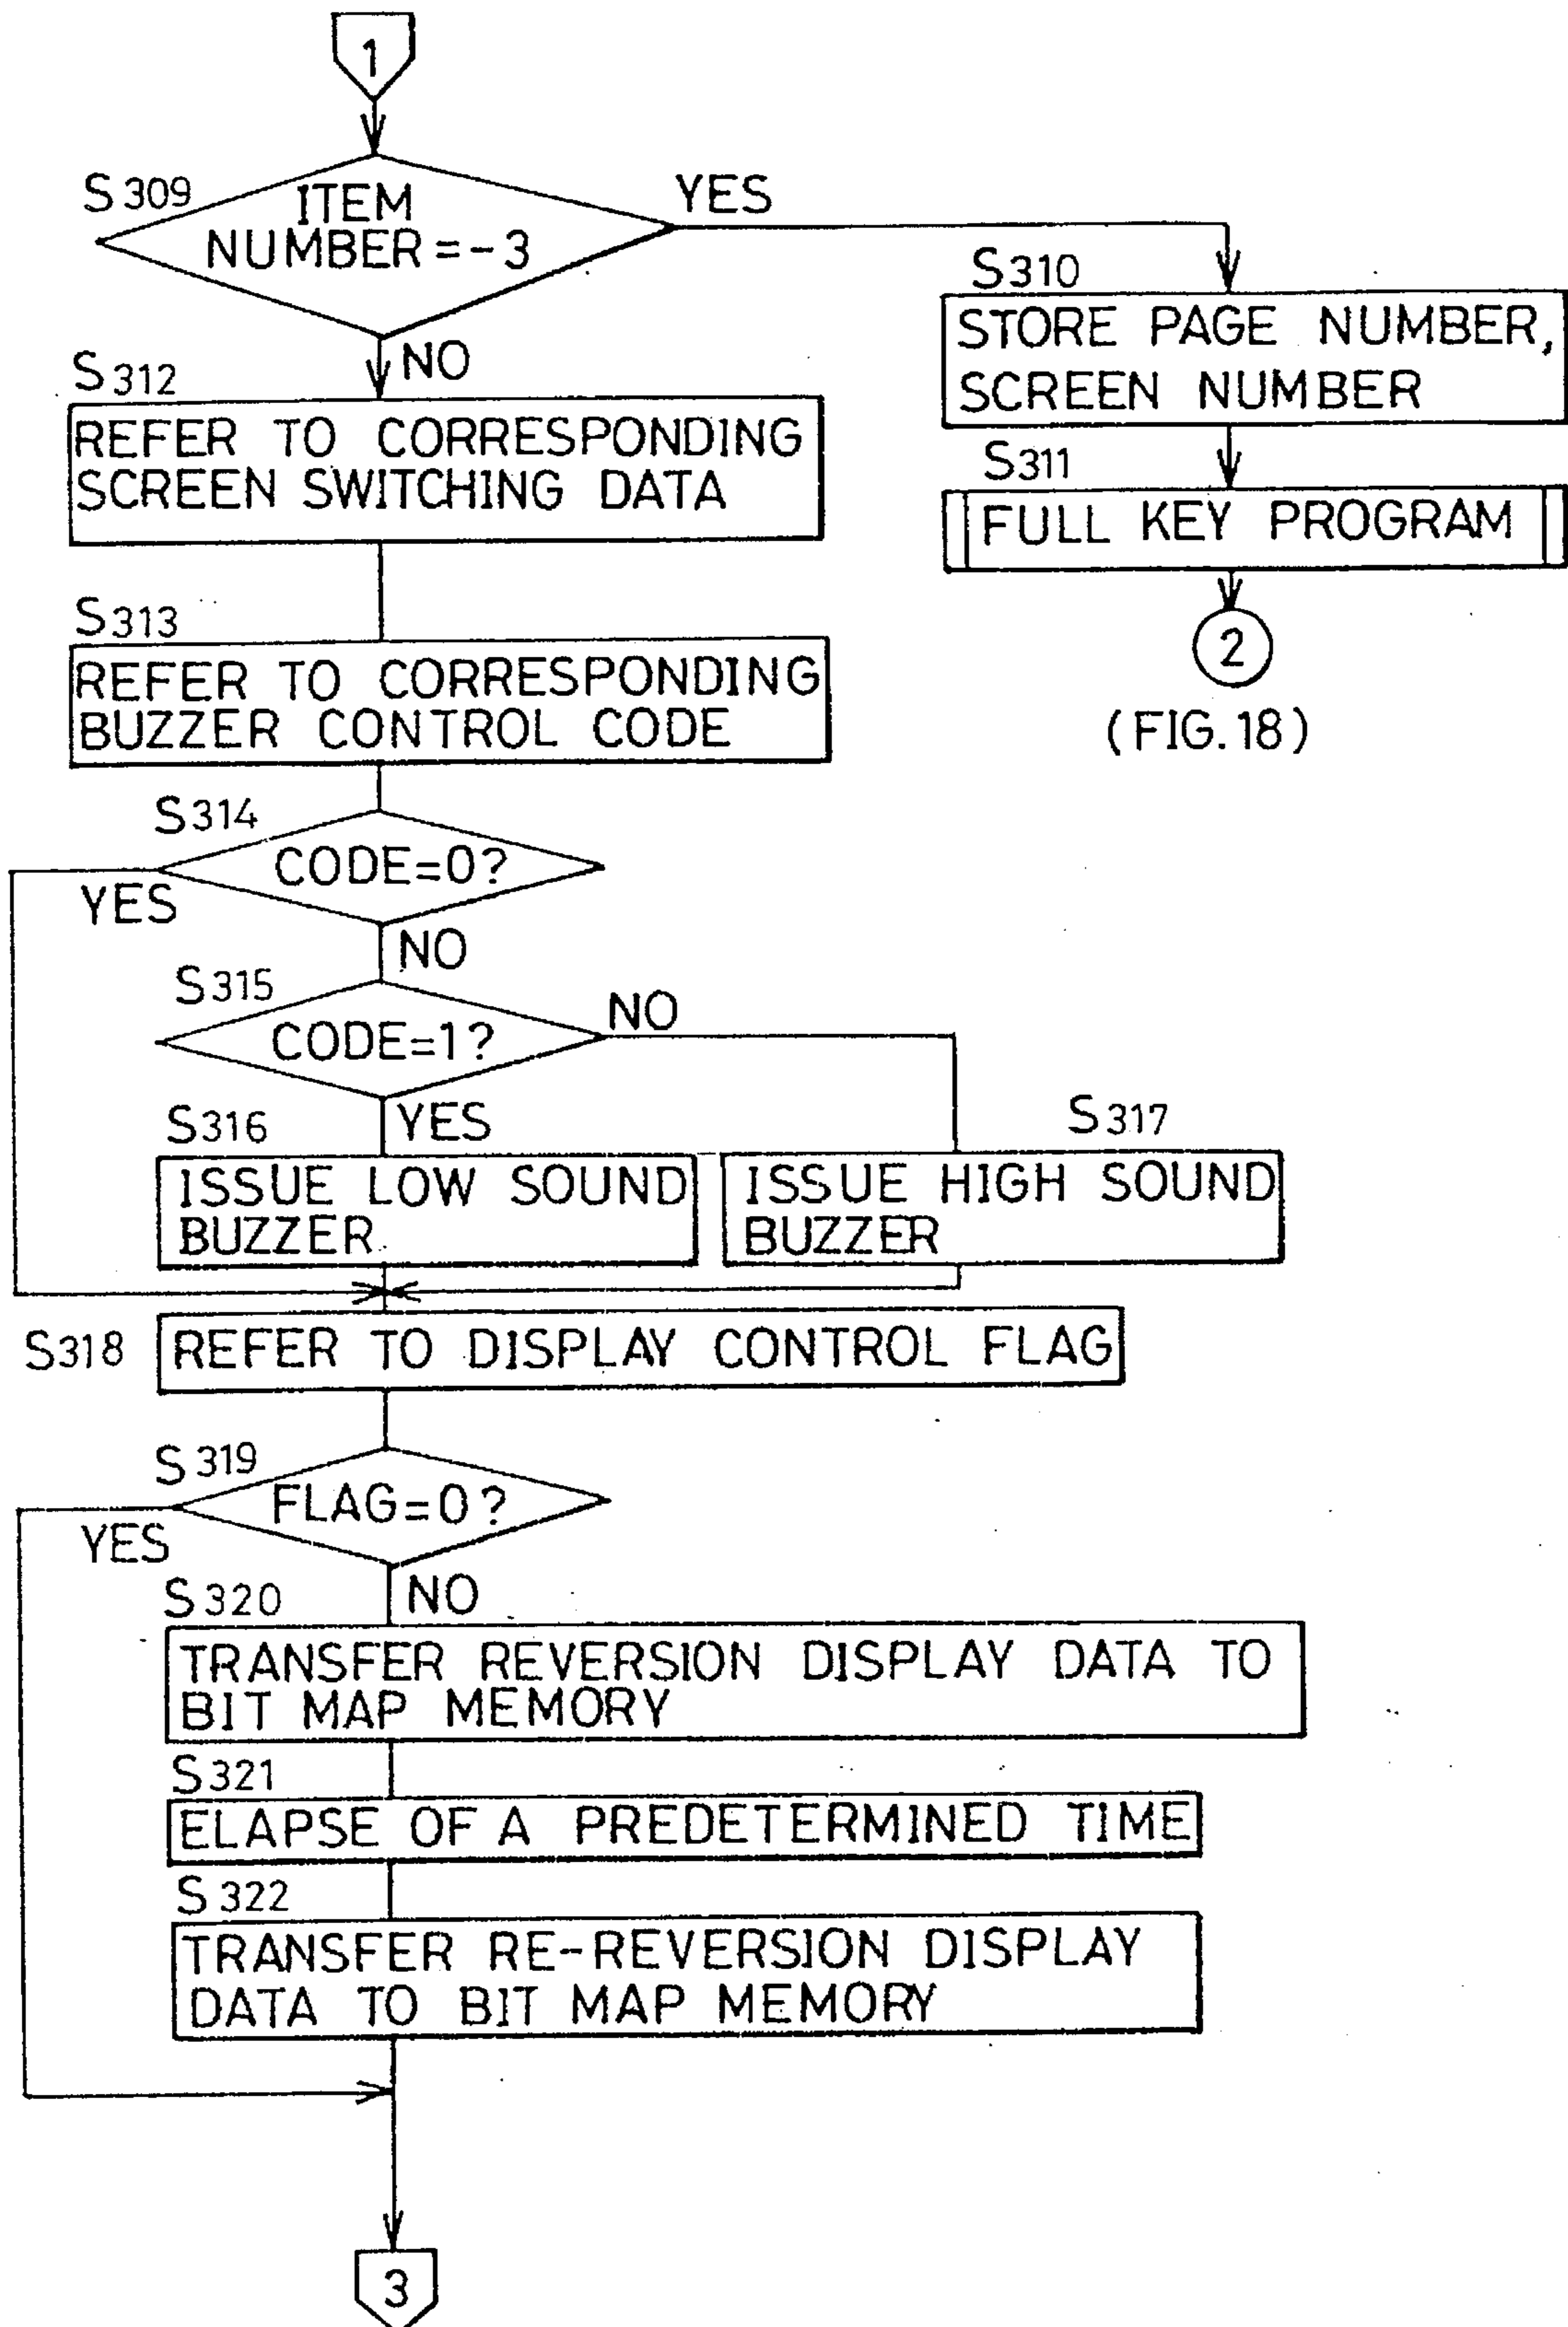 1
S309
ITEM
NUMBER=-3
YES
NO
S310
STORE PAGE NUMBER,
SCREEN NUMBER
S311
FULL KEY PROGRAM
2
(FIG.18)
S312
REFER TO CORRESPONDING
SCREEN SWITCHING DATA
S313
REFER TO CORRESPONDING
BUZZER CONTROL CODE
S314
CODE=0?
YES
NO
S315
CODE=1?
NO
YES
S316
ISSUE LOW SOUND
BUZZER
S317
ISSUE HIGH SOUND
BUZZER
S318
REFER TO DISPLAY CONTROL FLAG
S319
FLAG=0?
YES
NO
S320
TRANSFER REVERSION DISPLAY DATA TO
BIT MAP MEMORY
S321
ELAPSE OF A PREDETERMINED TIME
S322
TRANSFER RE-REVERSION DISPLAY
DATA TO BIT MAP MEMORY
3